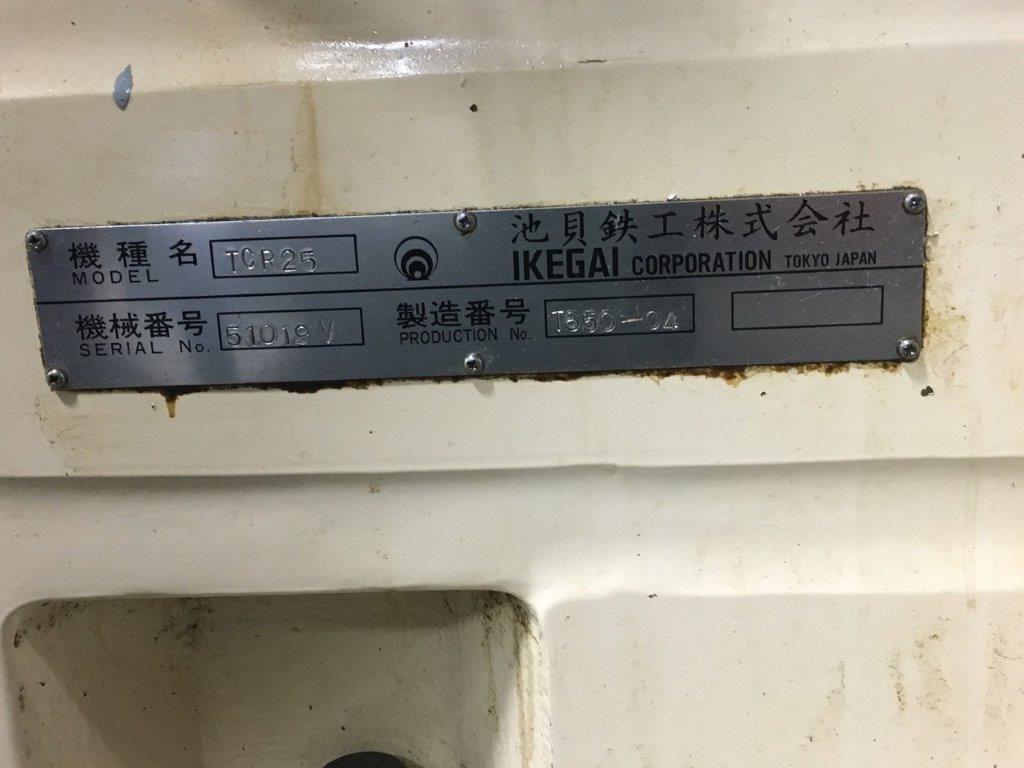 機種名 TCR25
MODEL
池貝鉄工株式会社
IKEGAI CORPORATION TOKYO JAPAN
機械番号 51019 V
SERIAL No.
製造番号 T650-04
PRODUCTION No.